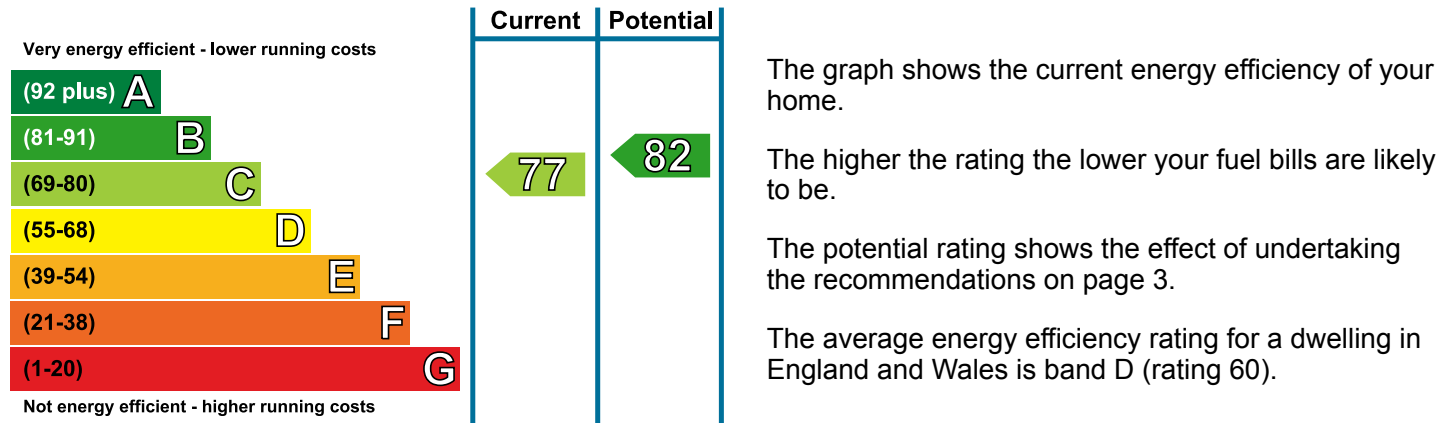 Current Potential
Very energy efficient - lower running costs
(92 plus) A
(81-91) B
(69-80) C
(55-68) D
(39-54) E
(21-38) F
(1-20) G
Not energy efficient - higher running costs
77
82
The graph shows the current energy efficiency of your
home.
The higher the rating the lower your fuel bills are likely
to be.
The potential rating shows the effect of undertaking
the recommendations on page 3.
The average energy efficiency rating for a dwelling in
England and Wales is band D (rating 60).